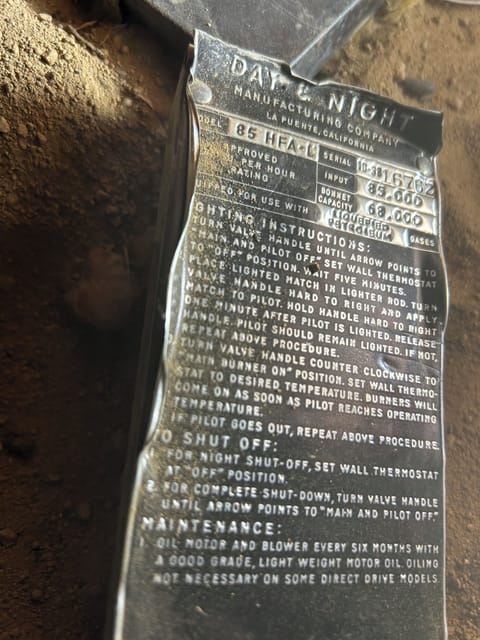 DAY & NIGHT
MANUFACTURING COMPANY
LA PUENTE, CALIFORNIA
85 HFA-L SERIAL
INPUT 85,000
PER HOUR
RATING
BONNET
CAPACITY 68,000
FOR USE WITH LIQUEFIED
PETROLEUM GASES
LIGHTING INSTRUCTIONS:
TURN VALVE HANDLE UNTIL ARROW POINTS TO
"MAIN AND PILOT OFF" SET WALL THERMOSTAT
TO "OFF" POSITION. WAIT FIVE MINUTES.
PLACE LIGHTED MATCH IN LIGHTER ROD. TURN
VALVE HANDLE HARD TO RIGHT AND APPLY
MATCH TO PILOT. HOLD HANDLE HARD TO RIGHT
ONE MINUTE AFTER PILOT IS LIGHTED. RELEASE
HANDLE. PILOT SHOULD REMAIN LIGHTED. IF NOT,
REPEAT ABOVE PROCEDURE.
TURN VALVE HANDLE COUNTER CLOCKWISE TO
"MAIN BURNER ON" POSITION. SET WALL THERMO-
STAT TO DESIRED TEMPERATURE. BURNERS WILL
COME ON AS SOON AS PILOT REACHES OPERATING
TEMPERATURE.
IF PILOT GOES OUT, REPEAT ABOVE PROCEDURE.
TO SHUT OFF:
1. FOR NIGHT SHUT-OFF, SET WALL THERMOSTAT
AT "OFF" POSITION.
2. FOR COMPLETE SHUT-DOWN, TURN VALVE HANDLE
UNTIL ARROW POINTS TO "MAIN AND PILOT OFF."
MAINTENANCE:
1. OIL MOTOR AND BLOWER EVERY SIX MONTHS WITH
A GOOD GRADE, LIGHT WEIGHT MOTOR OIL. OILING
NOT NECESSARY ON SOME DIRECT DRIVE MODELS